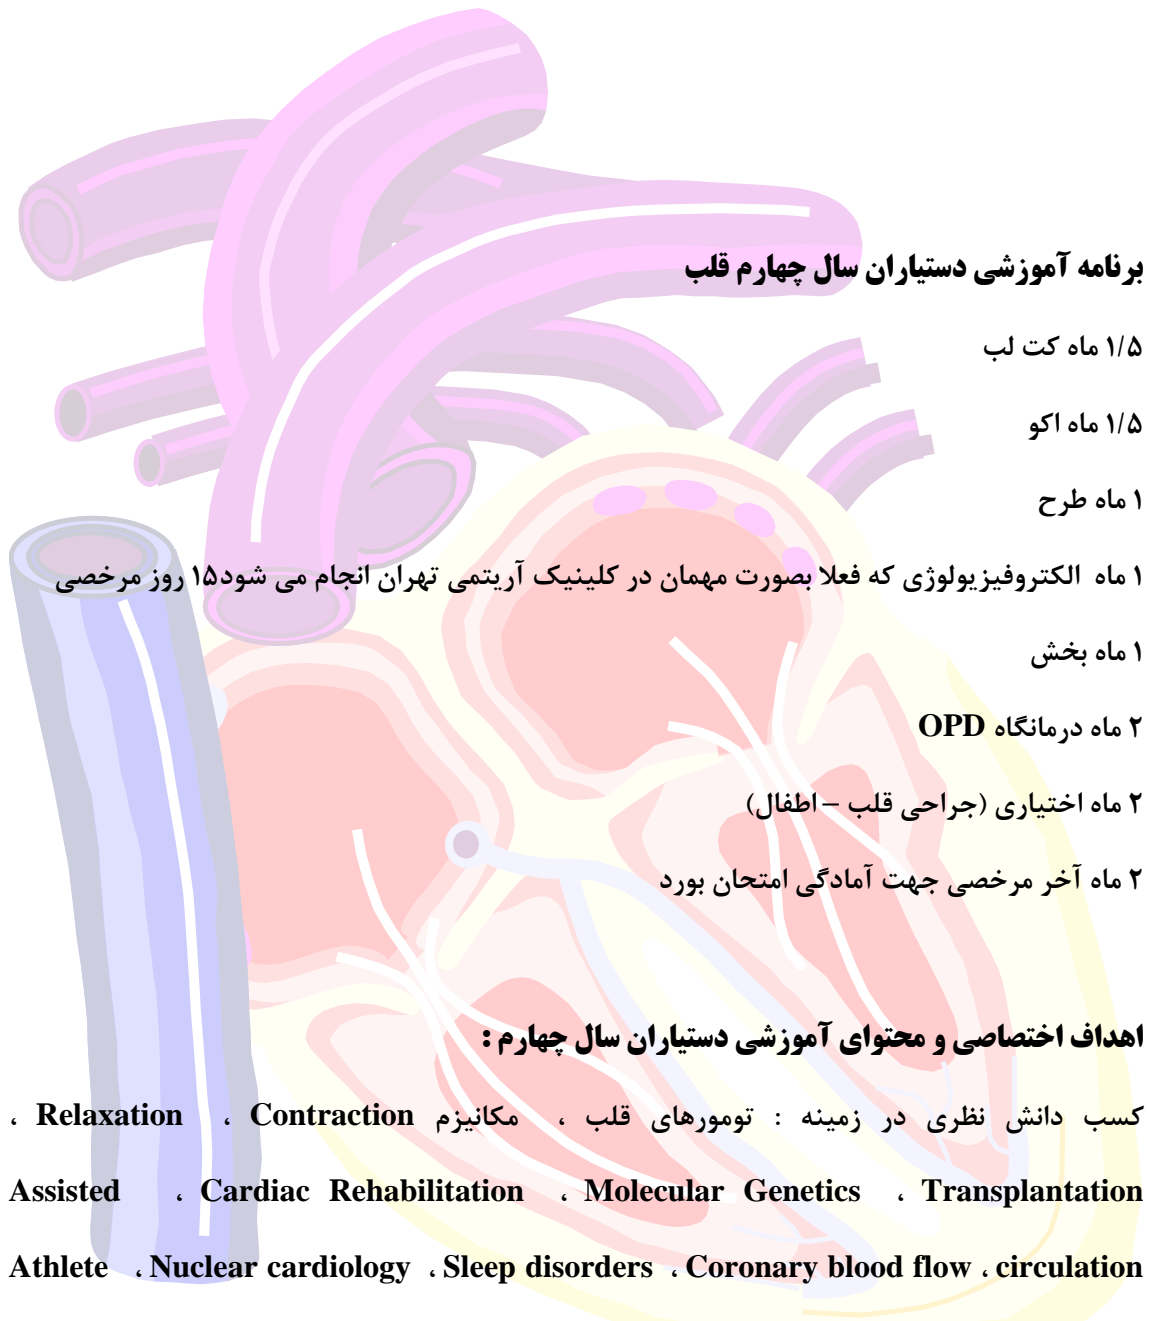 برنامه آموزشی دستیاران سال چهارم قلب
۱/۵ ماه کت لب
۱/۵ ماه اکو
۱ ماه طرح
۱ ماه الکتروفیزیولوژی که فعلا بصورت مهمان در کلینیک آریتمی تهران انجام می شود۱۵ روز مرخصی
۱ ماه بخش
۲ ماه درمانگاه OPD
۲ ماه اختیاری (جراحی قلب – اطفال)
۲ ماه آخر مرخصی جهت آمادگی امتحان بورد
اهداف اختصاصی و محتوای آموزشی دستیاران سال چهارم :
کسب دانش نظری در زمینه : تومورهای قلب ، مکانیزم Contraction ، Relaxation ،
Transplantation ، Molecular Genetics ، Cardiac Rehabilitation ، Assisted
circulation ، Coronary blood flow ، Sleep disorders ، Nuclear cardiology ، Athlete